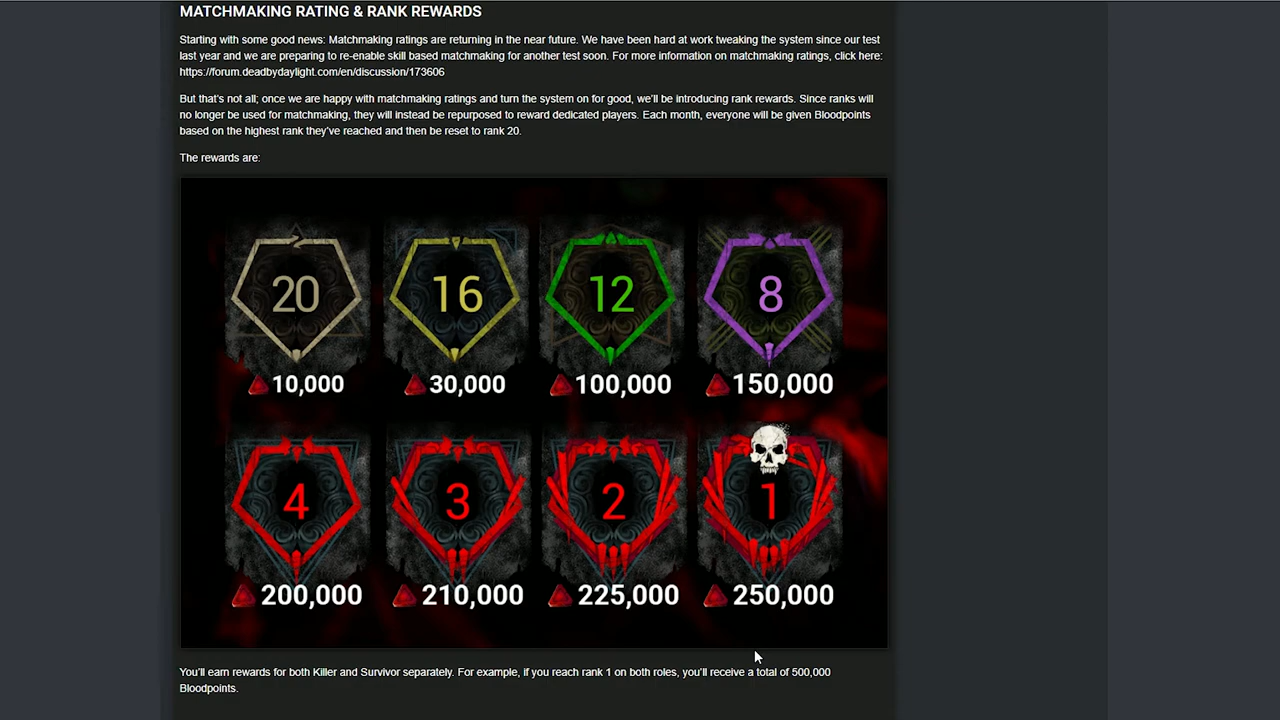 MATCHMAKING RATING & RANK REWARDS
Starting with some good news: Matchmaking ratings are returning in the near future. We have been hard at work tweaking the system since our test
last year and we are preparing to re-enable skill based matchmaking for another test soon. For more information on matchmaking ratings, click here:
https://forum.deadbydaylight.com/en/discussion/173606
But that's not all; once we are happy with matchmaking ratings and turn the system on for good, we'll be introducing rank rewards. Since ranks will
no longer be used for matchmaking, they will instead be repurposed to reward dedicated players. Each month, everyone will be given Bloodpoints
based on the highest rank they've reached and then be reset to rank 20.
The rewards are:
20 16 12 8
10,000 30,000 100,000 150,000
4 3 2 1
200,000 210,000 225,000 250,000
You'll earn rewards for both Killer and Survivor separately. For example, if you reach rank 1 on both roles, you'll receive a total of 500,000
Bloodpoints.